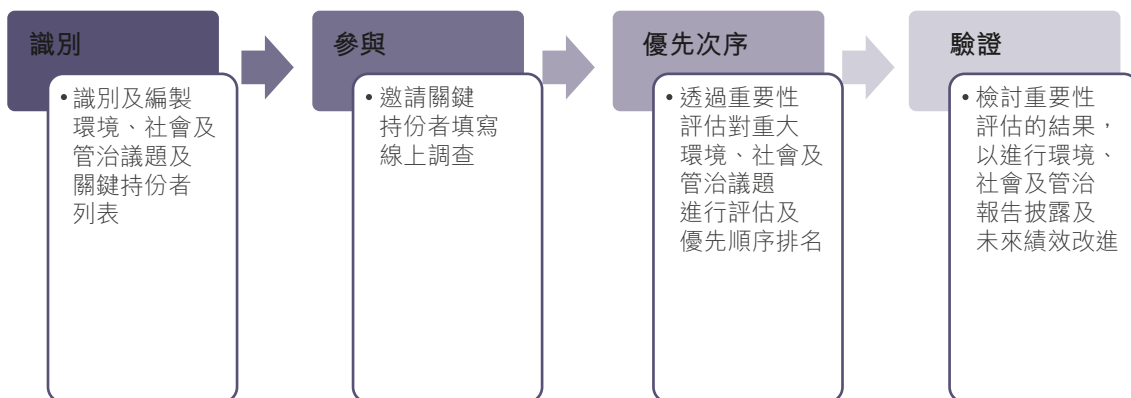 識別
• 識別及編製
環境、社會及
管治議題及
關鍵持份者
列表
參與
• 邀請關鍵
持份者填寫
線上調查
優先次序
• 透過重要性
評估對重大
環境、社會及
管治議題
進行評估及
優先順序排名
驗證
• 檢討重要性
評估的結果，
以進行環境、
社會及管治
報告披露及
未來績效改進